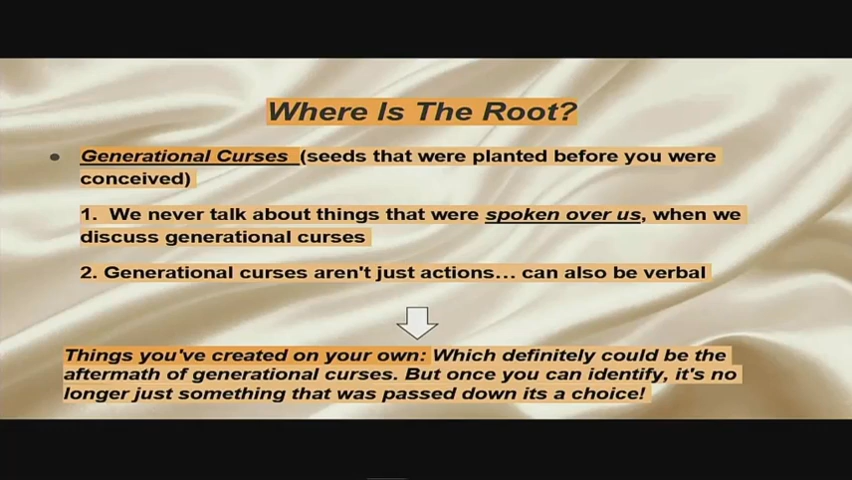 Where Is The Root?
• Generational Curses (seeds that were planted before you were
conceived)
1. We never talk about things that were spoken over us, when we
discuss generational curses
2. Generational curses aren't just actions... can also be verbal
Things you've created on your own: Which definitely could be the
aftermath of generational curses. But once you can identify, it's no
longer just something that was passed down its a choice!